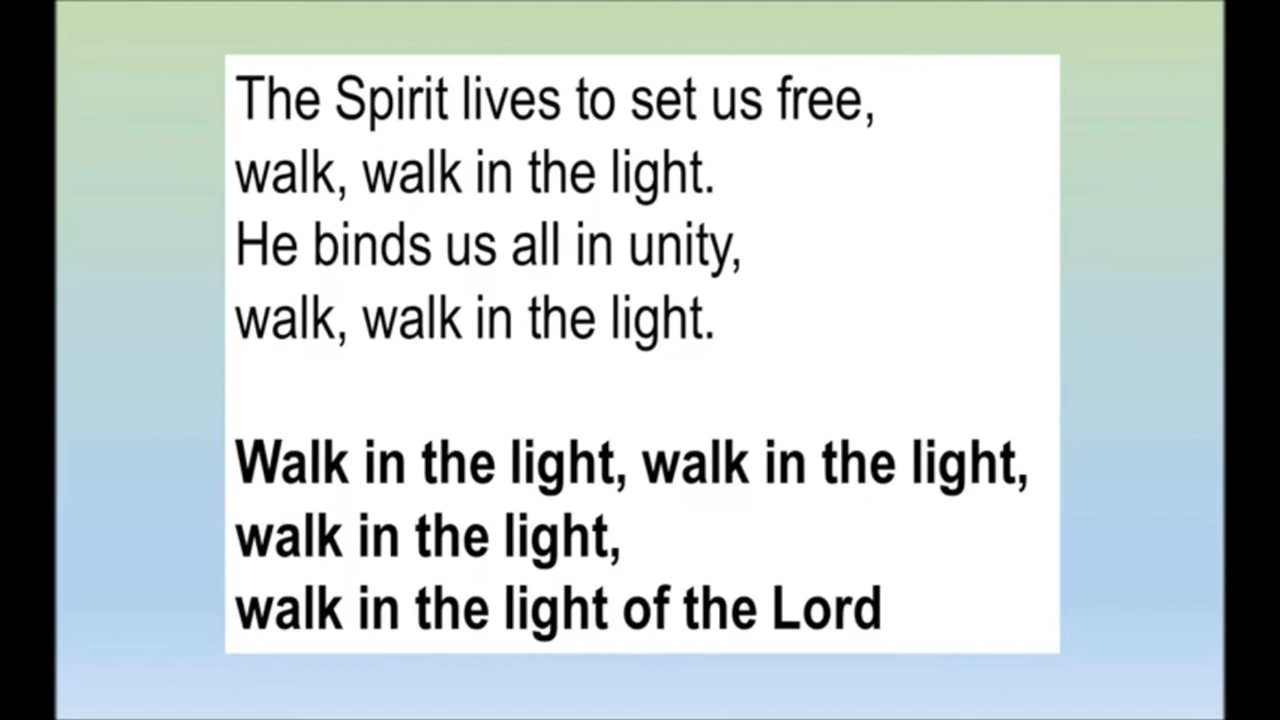 The Spirit lives to set us free,
walk, walk in the light.
He binds us all in unity,
walk, walk in the light.
Walk in the light, walk in the light,
walk in the light,
walk in the light of the Lord